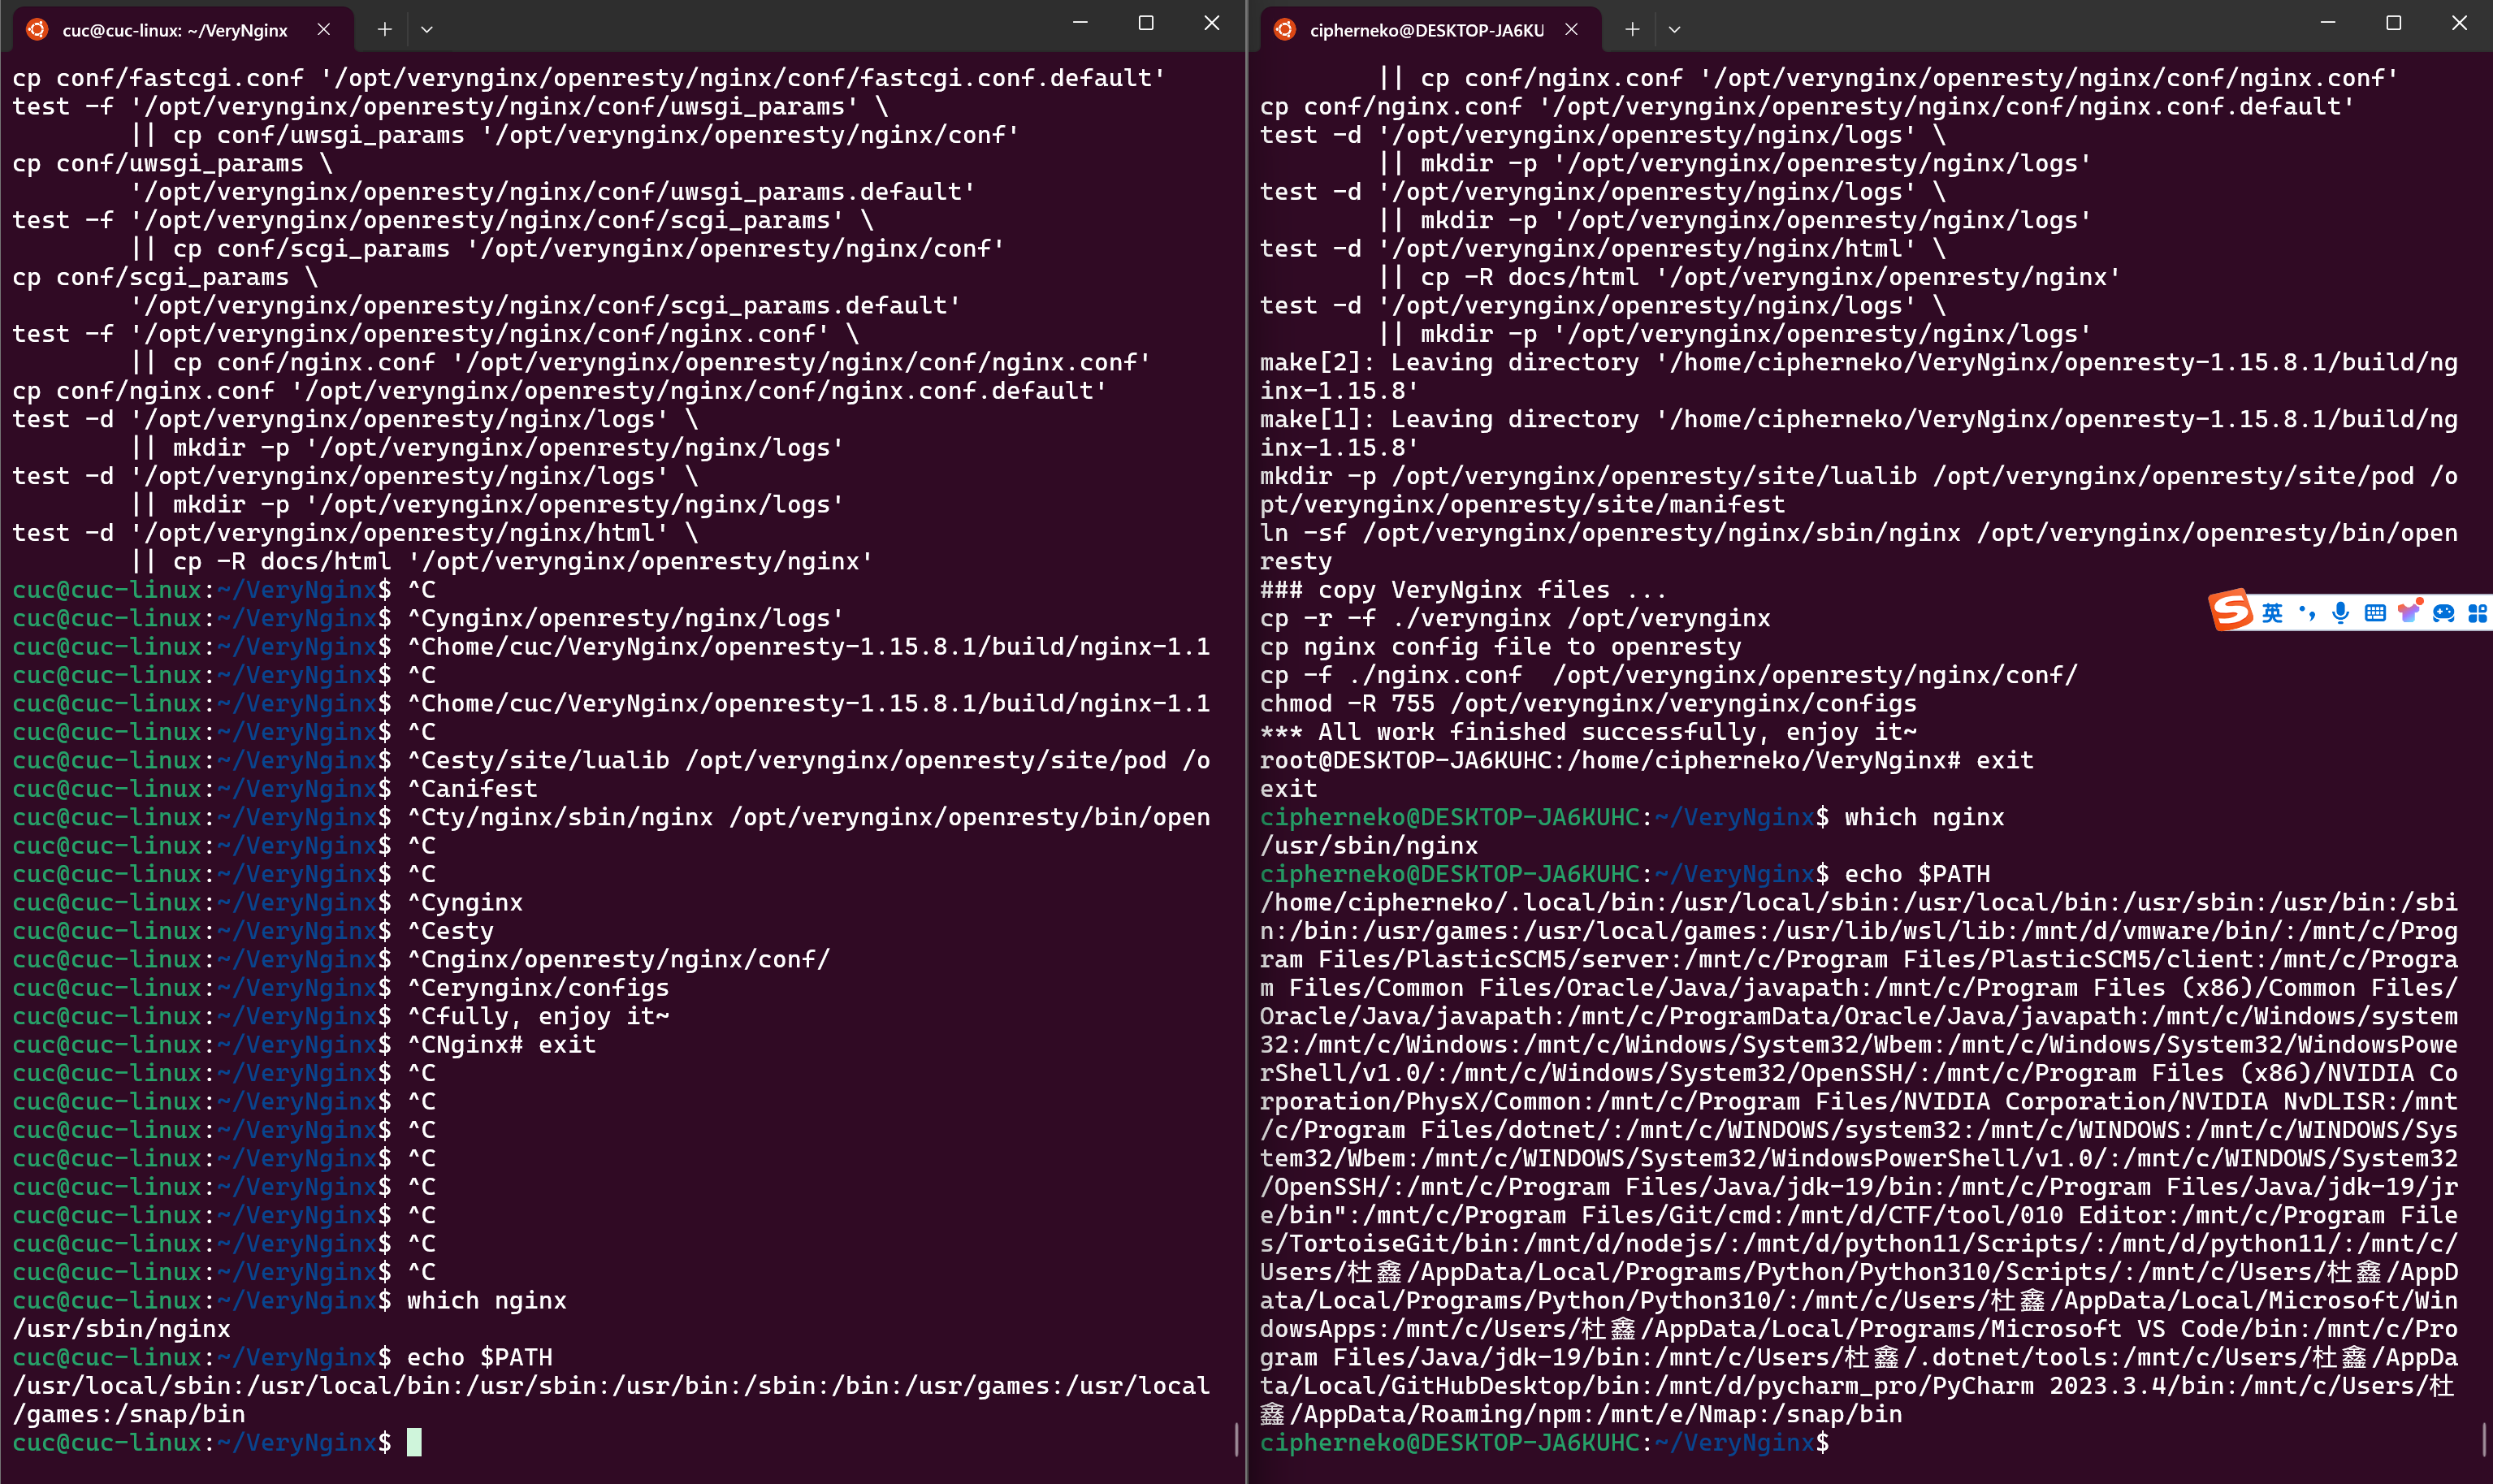 cuc@cuc-linux: ~/VeryNginx
cp conf/fastcgi.conf '/opt/verynginx/openresty/nginx/conf/fastcgi.conf.default'
test -f '/opt/verynginx/openresty/nginx/conf/uwsgi_params' \
|| cp conf/uwsgi_params '/opt/verynginx/openresty/nginx/conf'
cp conf/uwsgi_params \
'/opt/verynginx/openresty/nginx/conf/uwsgi_params.default'
test -f '/opt/verynginx/openresty/nginx/conf/scgi_params' \
|| cp conf/scgi_params '/opt/verynginx/openresty/nginx/conf'
cp conf/scgi_params \
'/opt/verynginx/openresty/nginx/conf/scgi_params.default'
test -f '/opt/verynginx/openresty/nginx/conf/nginx.conf' \
|| cp conf/nginx.conf '/opt/verynginx/openresty/nginx/conf/nginx.conf'
cp conf/nginx.conf '/opt/verynginx/openresty/nginx/conf/nginx.conf.default'
test -d '/opt/verynginx/openresty/nginx/logs' \
|| mkdir -p '/opt/verynginx/openresty/nginx/logs'
test -d '/opt/verynginx/openresty/nginx/logs' \
|| mkdir -p '/opt/verynginx/openresty/nginx/logs'
test -d '/opt/verynginx/openresty/nginx/html' \
|| cp -R docs/html '/opt/verynginx/openresty/nginx'
cuc@cuc-linux:~/VeryNginx$ ^C
cuc@cuc-linux:~/VeryNginx$ ^Cynginx/openresty/nginx/logs'
cuc@cuc-linux:~/VeryNginx$ ^Chome/cuc/VeryNginx/openresty-1.15.8.1/build/nginx-1.1
cuc@cuc-linux:~/VeryNginx$ ^C
cuc@cuc-linux:~/VeryNginx$ ^Chome/cuc/VeryNginx/openresty-1.15.8.1/build/nginx-1.1
cuc@cuc-linux:~/VeryNginx$ ^C
cuc@cuc-linux:~/VeryNginx$ ^Cesty/site/lualib /opt/verynginx/openresty/site/pod /o
cuc@cuc-linux:~/VeryNginx$ ^Canifest
cuc@cuc-linux:~/VeryNginx$ ^Cty/nginx/sbin/nginx /opt/verynginx/openresty/bin/open
cuc@cuc-linux:~/VeryNginx$ ^C
cuc@cuc-linux:~/VeryNginx$ ^C
cuc@cuc-linux:~/VeryNginx$ ^Cynginx
cuc@cuc-linux:~/VeryNginx$ ^Cesty
cuc@cuc-linux:~/VeryNginx$ ^Cnginx/openresty/nginx/conf/
cuc@cuc-linux:~/VeryNginx$ ^Cerynginx/configs
cuc@cuc-linux:~/VeryNginx$ ^Cfully, enjoy it~
cuc@cuc-linux:~/VeryNginx$ ^CNginx# exit
cuc@cuc-linux:~/VeryNginx$ ^C
cuc@cuc-linux:~/VeryNginx$ ^C
cuc@cuc-linux:~/VeryNginx$ ^C
cuc@cuc-linux:~/VeryNginx$ ^C
cuc@cuc-linux:~/VeryNginx$ ^C
cuc@cuc-linux:~/VeryNginx$ ^C
cuc@cuc-linux:~/VeryNginx$ ^C
cuc@cuc-linux:~/VeryNginx$ ^C
cuc@cuc-linux:~/VeryNginx$ which nginx
/usr/sbin/nginx
cuc@cuc-linux:~/VeryNginx$ echo $PATH
/usr/local/sbin:/usr/local/bin:/usr/sbin:/usr/bin:/sbin:/bin:/usr/games:/usr/local
/games:/snap/bin
cuc@cuc-linux:~/VeryNginx$
cipherneko@DESKTOP-JA6KU
|| cp conf/nginx.conf '/opt/verynginx/openresty/nginx/conf/nginx.conf'
cp conf/nginx.conf '/opt/verynginx/openresty/nginx/conf/nginx.conf.default'
test -d '/opt/verynginx/openresty/nginx/logs' \
|| mkdir -p '/opt/verynginx/openresty/nginx/logs'
test -d '/opt/verynginx/openresty/nginx/logs' \
|| mkdir -p '/opt/verynginx/openresty/nginx/logs'
test -d '/opt/verynginx/openresty/nginx/html' \
|| cp -R docs/html '/opt/verynginx/openresty/nginx'
test -d '/opt/verynginx/openresty/nginx/logs' \
|| mkdir -p '/opt/verynginx/openresty/nginx/logs'
make[2]: Leaving directory '/home/cipherneko/VeryNginx/openresty-1.15.8.1/build/ng
inx-1.15.8'
make[1]: Leaving directory '/home/cipherneko/VeryNginx/openresty-1.15.8.1/build/ng
inx-1.15.8'
mkdir -p /opt/verynginx/openresty/site/lualib /opt/verynginx/openresty/site/pod /o
pt/verynginx/openresty/site/manifest
ln -sf /opt/verynginx/openresty/nginx/sbin/nginx /opt/verynginx/openresty/bin/open
resty
### copy VeryNginx files ...
cp -r -f ./verynginx /opt/verynginx
cp nginx config file to openresty
cp -f ./nginx.conf  /opt/verynginx/openresty/nginx/conf/
chmod -R 755 /opt/verynginx/verynginx/configs
*** All work finished successfully, enjoy it~
root@DESKTOP-JA6KUHC:/home/cipherneko/VeryNginx# exit
exit
cipherneko@DESKTOP-JA6KUHC:~/VeryNginx$ which nginx
/usr/sbin/nginx
cipherneko@DESKTOP-JA6KUHC:~/VeryNginx$ echo $PATH
/home/cipherneko/.local/bin:/usr/local/sbin:/usr/local/bin:/usr/sbin:/usr/bin:/sbi
n:/bin:/usr/games:/usr/local/games:/usr/lib/wsl/lib:/mnt/d/vmware/bin/:/mnt/c/Prog
ram Files/PlasticSCM5/server:/mnt/c/Program Files/PlasticSCM5/client:/mnt/c/Progra
m Files/Common Files/Oracle/Java/javapath:/mnt/c/Program Files (x86)/Common Files/
Oracle/Java/javapath:/mnt/c/ProgramData/Oracle/Java/javapath:/mnt/c/Windows/system
32:/mnt/c/Windows:/mnt/c/Windows/System32/Wbem:/mnt/c/Windows/System32/WindowsPowe
rShell/v1.0/:/mnt/c/Windows/System32/OpenSSH/:/mnt/c/Program Files (x86)/NVIDIA Co
rporation/PhysX/Common:/mnt/c/Program Files/NVIDIA Corporation/NVIDIA NvDLISR:/mnt
/c/Program Files/dotnet/:/mnt/c/WINDOWS/system32:/mnt/c/WINDOWS:/mnt/c/WINDOWS/Sys
tem32/Wbem:/mnt/c/WINDOWS/System32/WindowsPowerShell/v1.0/:/mnt/c/WINDOWS/System32
/OpenSSH/:/mnt/c/Program Files/Java/jdk-19/bin:/mnt/c/Program Files/Java/jdk-19/jr
e/bin":/mnt/c/Program Files/Git/cmd:/mnt/d/CTF/tool/010 Editor:/mnt/c/Program File
s/TortoiseGit/bin:/mnt/d/nodejs/:/mnt/d/python11/Scripts/:/mnt/d/python11/:/mnt/c/
Users/杜鑫/AppData/Local/Programs/Python/Python310/Scripts/:/mnt/c/Users/杜鑫/AppD
ata/Local/Programs/Python/Python310/:/mnt/c/Users/杜鑫/AppData/Local/Microsoft/Win
dowsApps:/mnt/c/Users/杜鑫/AppData/Local/Programs/Microsoft VS Code/bin:/mnt/c/Pro
gram Files/Java/jdk-19/bin:/mnt/c/Users/杜鑫/.dotnet/tools:/mnt/c/Users/杜鑫/AppDa
ta/Local/GitHubDesktop/bin:/mnt/d/pycharm_pro/PyCharm 2023.3.4/bin:/mnt/c/Users/杜
鑫/AppData/Roaming/npm:/mnt/e/Nmap:/snap/bin
cipherneko@DESKTOP-JA6KUHC:~/VeryNginx$
S 英